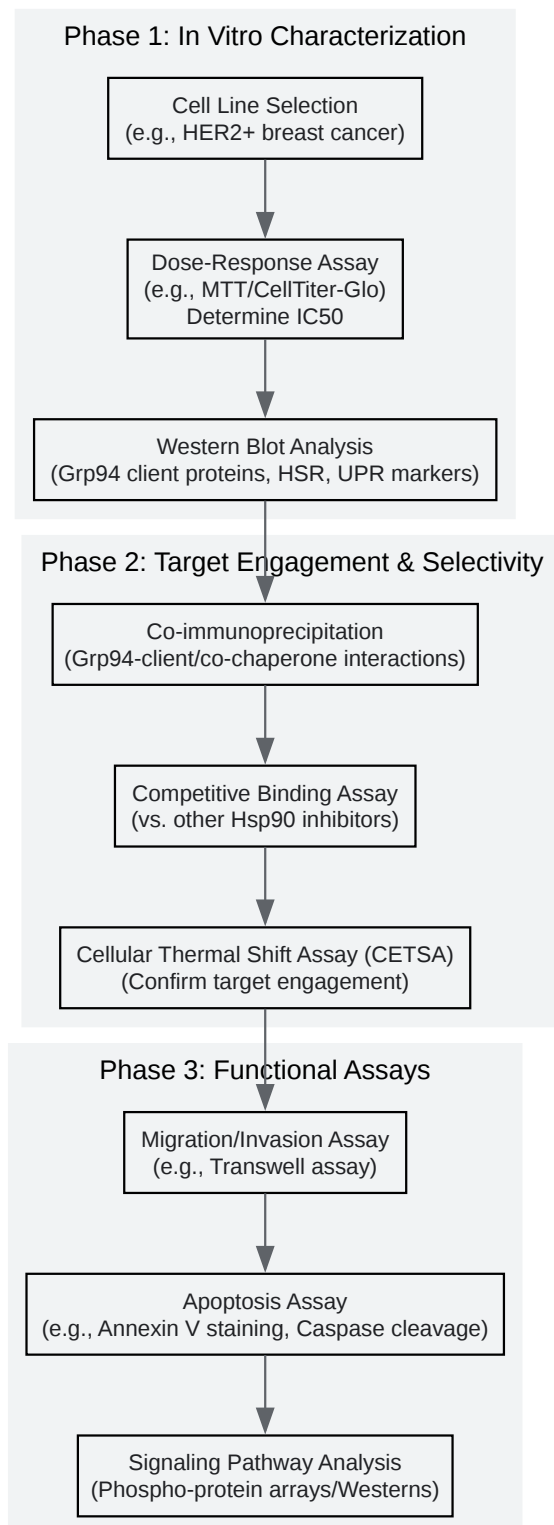 Phase 1: In Vitro Characterization
Cell Line Selection
(e.g., HER2+ breast cancer)
Dose-Response Assay
(e.g., MTT/CellTiter-Glo)
Determine IC50
Western Blot Analysis
(Grp94 client proteins, HSR, UPR markers)
Phase 2: Target Engagement & Selectivity
Co-immunoprecipitation
(Grp94-client/co-chaperone interactions)
Competitive Binding Assay
(vs. other Hsp90 inhibitors)
Cellular Thermal Shift Assay (CETSA)
(Confirm target engagement)
Phase 3: Functional Assays
Migration/Invasion Assay
(e.g., Transwell assay)
Apoptosis Assay
(e.g., Annexin V staining, Caspase cleavage)
Signaling Pathway Analysis
(Phospho-protein arrays/Westerns)